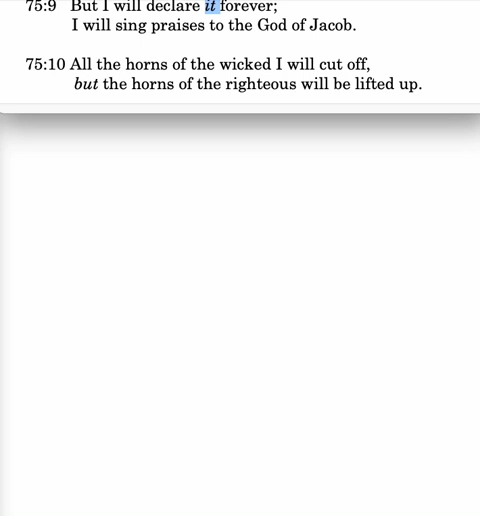 75:9 But I will declare it forever;
I will sing praises to the God of Jacob.
75:10 All the horns of the wicked I will cut off,
but the horns of the righteous will be lifted up.